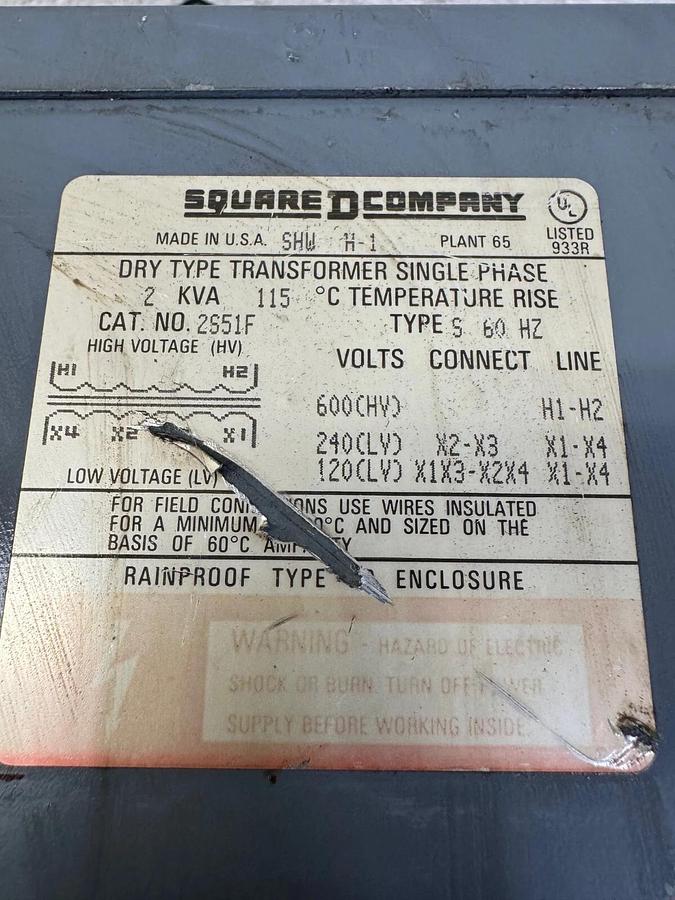 SQUARE D COMPANY
UL
LISTED
933R
MADE IN U.S.A. SHW H-1 PLANT 65
DRY TYPE TRANSFORMER SINGLE PHASE
2 KVA 115 °C TEMPERATURE RISE
CAT. NO. 2S51F TYPE S 60 HZ
HIGH VOLTAGE (HV)
H1 H2
X4 X2 X1
LOW VOLTAGE (LV)
VOLTS CONNECT LINE
600(HV) H1-H2
240(LV) X2-X3 X1-X4
120(LV) X1X3-X2X4 X1-X4
FOR FIELD USE WIRES INSULATED
FOR A MINIMUM °C AND SIZED ON THE
BASIS OF 60°C
RAINPROOF TYPE ENCLOSURE
WARNING - HAZARD OF ELECTRIC
SHOCK OR BURN. TURN OFF POWER
SUPPLY BEFORE WORKING INSIDE.